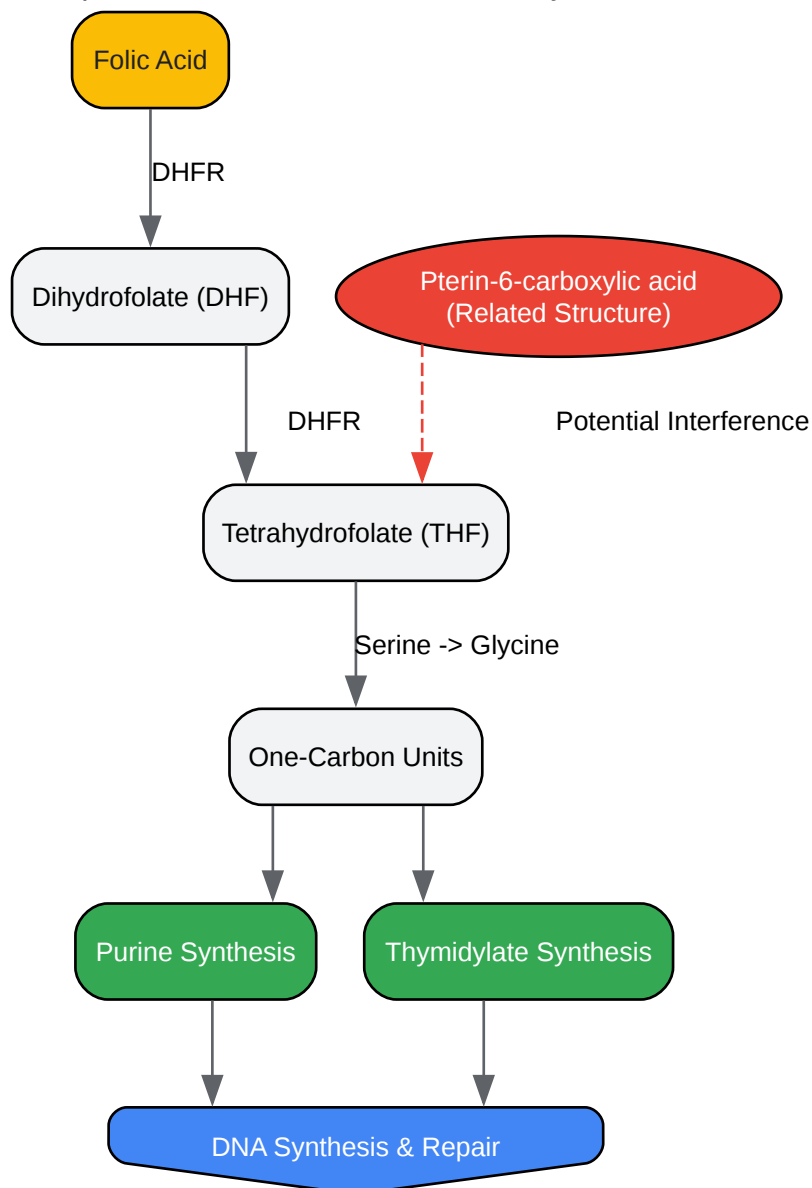 Folic Acid
DHFR
Dihydrofolate (DHF)
Pterin-6-carboxylic acid
(Related Structure)
DHFR
Potential Interference
Tetrahydrofolate (THF)
Serine -> Glycine
One-Carbon Units
Purine Synthesis
Thymidylate Synthesis
DNA Synthesis & Repair